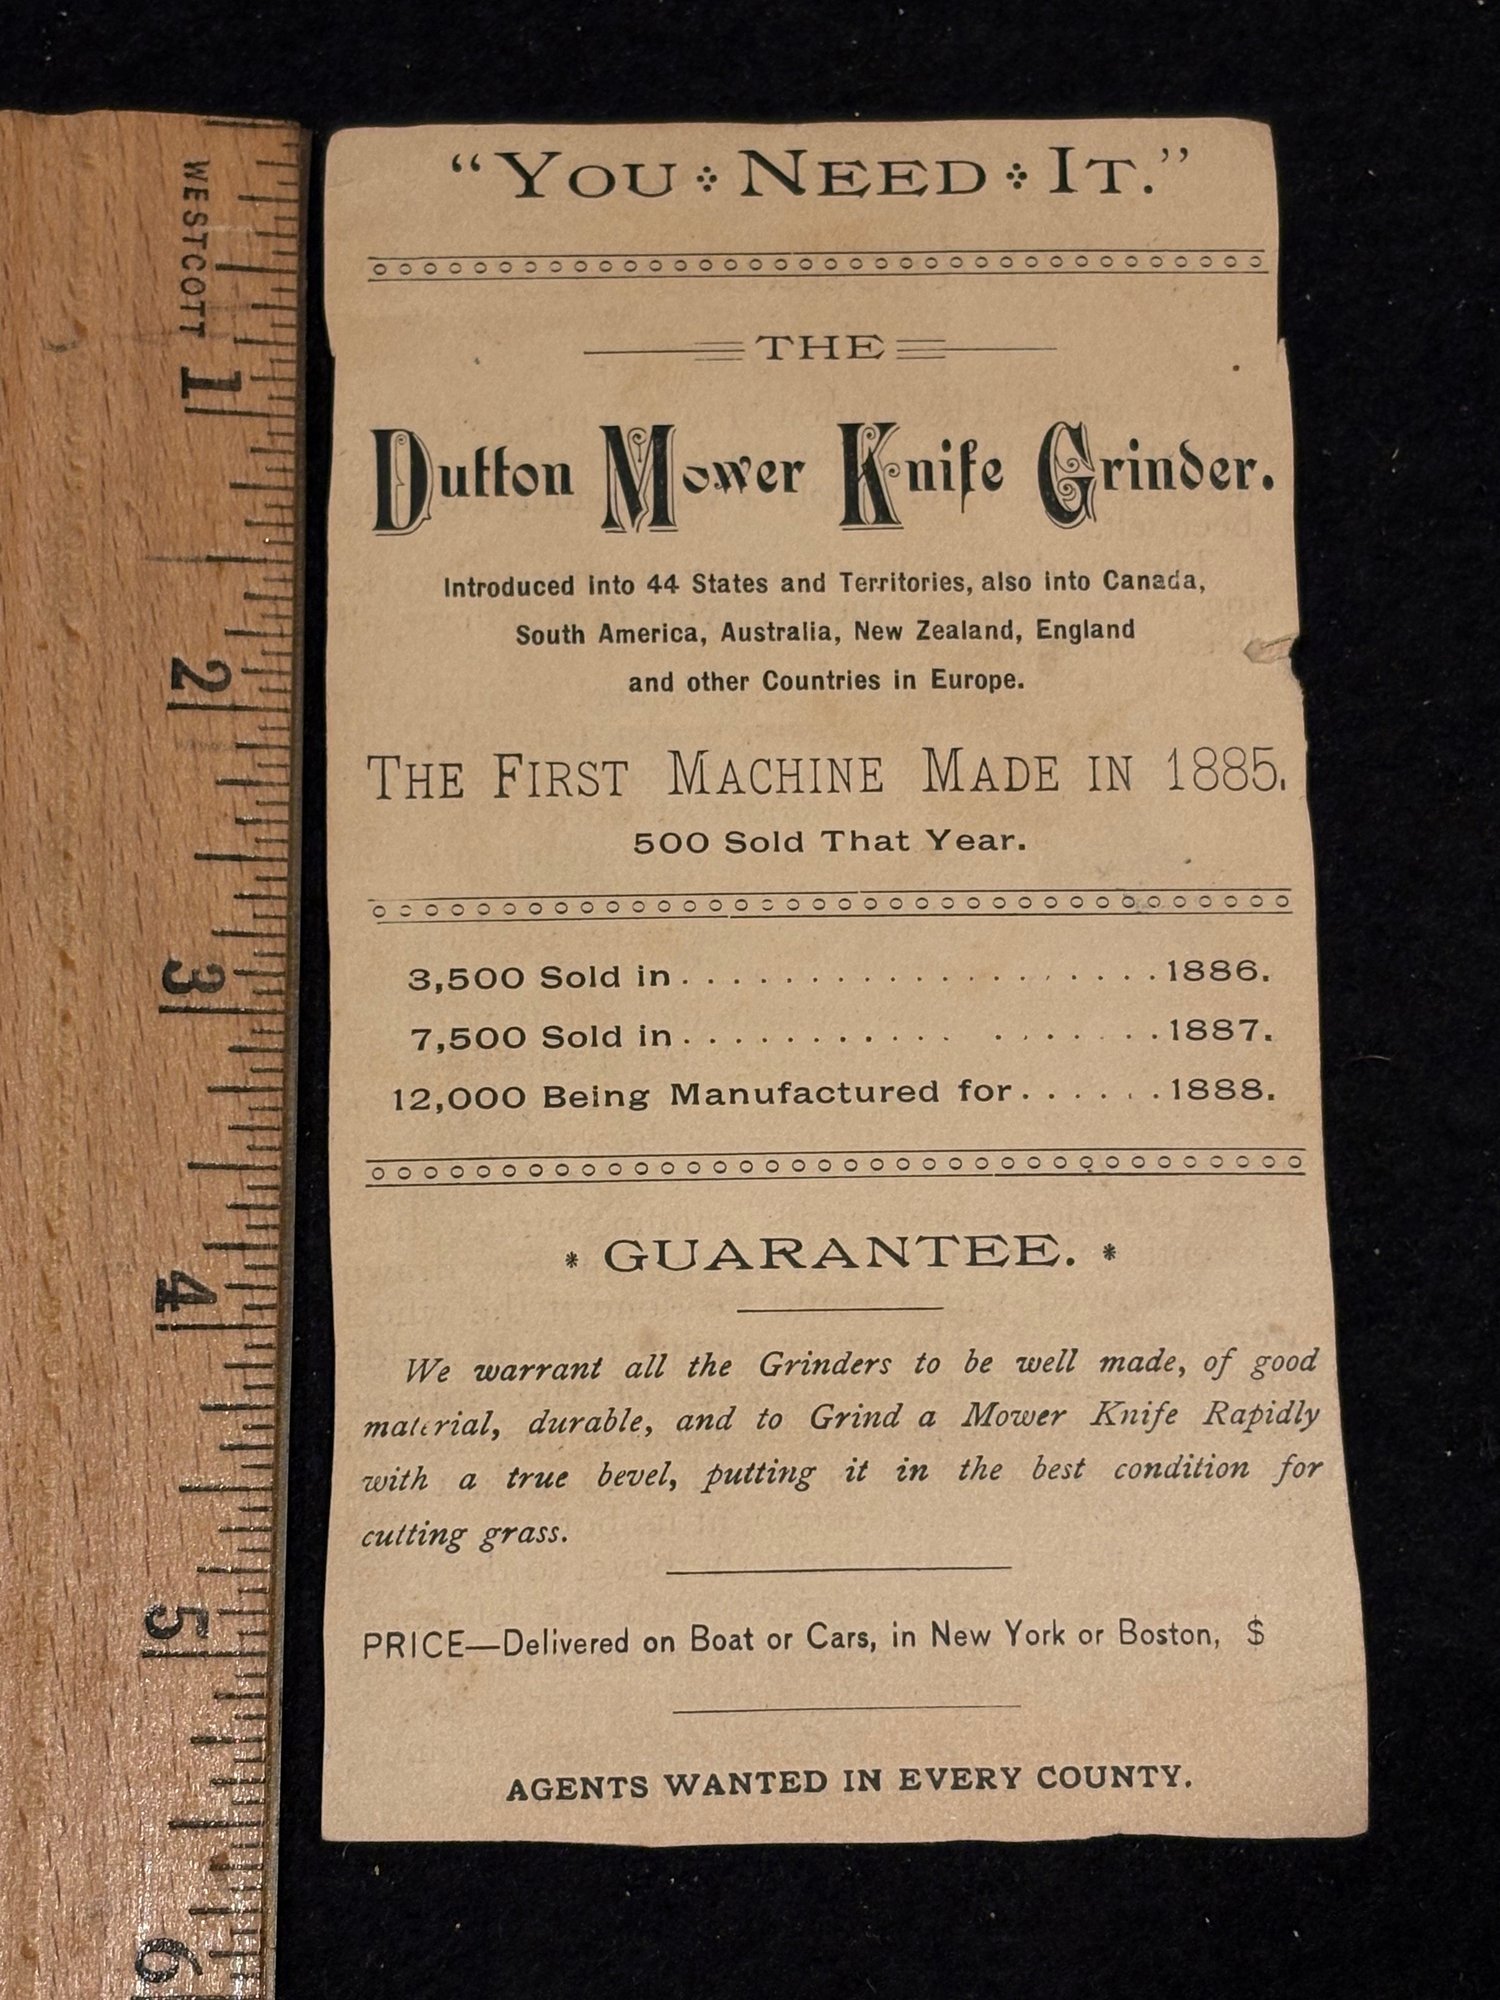 WESTCOTT
1
2
3
4
5
6
"YOU NEED IT."
THE
Dutton Mower Knife Grinder.
Introduced into 44 States and Territories, also into Canada,
South America, Australia, New Zealand, England
and other Countries in Europe.
THE FIRST MACHINE MADE IN 1885.
500 Sold That Year.
3,500 Sold in. . . . . . . . . . . . . . . . . . .1886.
7,500 Sold in. . . . . . . . . . . . . . . . . .1887.
12,000 Being Manufactured for. . . . . .1888.
* GUARANTEE. *
We warrant all the Grinders to be well made, of good
material, durable, and to Grind a Mower Knife Rapidly
with a true bevel, putting it in the best condition for
cutting grass.
PRICE—Delivered on Boat or Cars, in New York or Boston, $
AGENTS WANTED IN EVERY COUNTY.